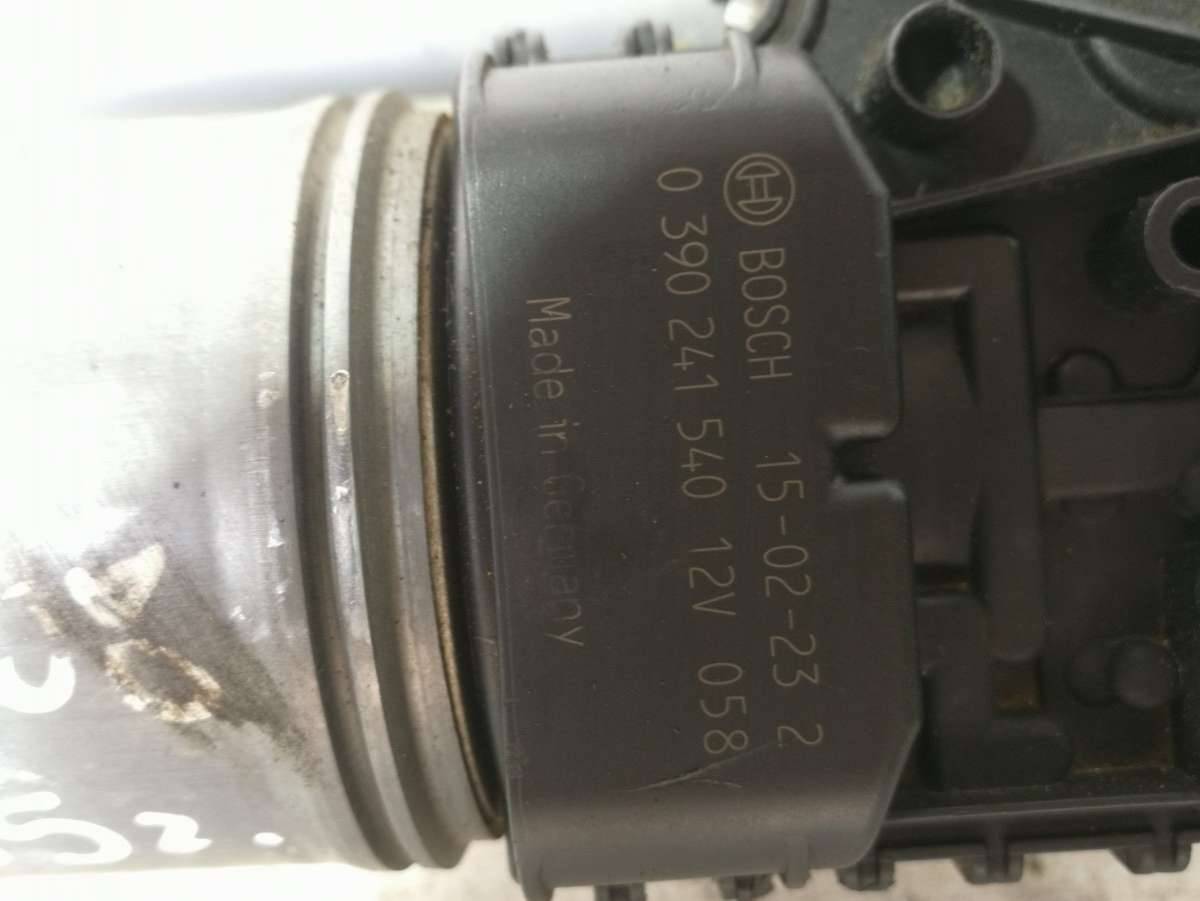 BOSCH 15-02-23 2
0 390 241 540 12V 058
Made in Germany